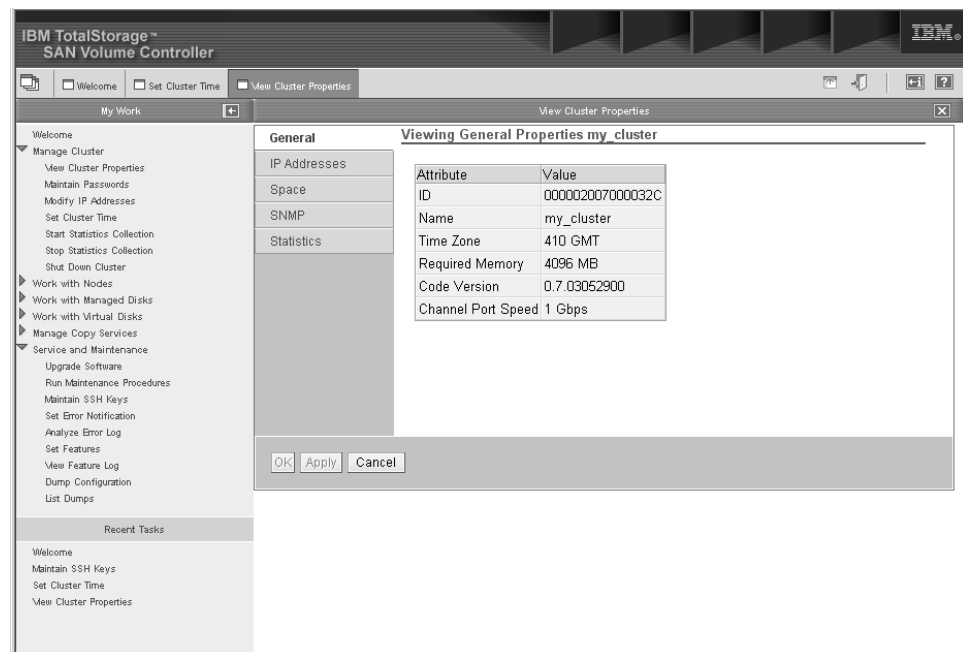 IBM TotalStorage™
SAN Volume Controller
IBM®
Welcome
Set Cluster Time
View Cluster Properties
?
My Work
View Cluster Properties
Welcome
Manage Cluster
View Cluster Properties
Maintain Passwords
Modify IP Addresses
Set Cluster Time
Start Statistics Collection
Stop Statistics Collection
Shut Down Cluster
Work with Nodes
Work with Managed Disks
Work with Virtual Disks
Manage Copy Services
Service and Maintenance
Upgrade Software
Run Maintenance Procedures
Maintain SSH Keys
Set Error Notification
Analyze Error Log
Set Features
View Feature Log
Dump Configuration
List Dumps
Recent Tasks
Welcome
Maintain SSH Keys
Set Cluster Time
View Cluster Properties
General
IP Addresses
Space
SNMP
Statistics
Viewing General Properties my_cluster
Attribute Value
ID 000002007000032C
Name my_cluster
Time Zone 410 GMT
Required Memory 4096 MB
Code Version 0.7.03052900
Channel Port Speed 1 Gbps
OK Apply Cancel